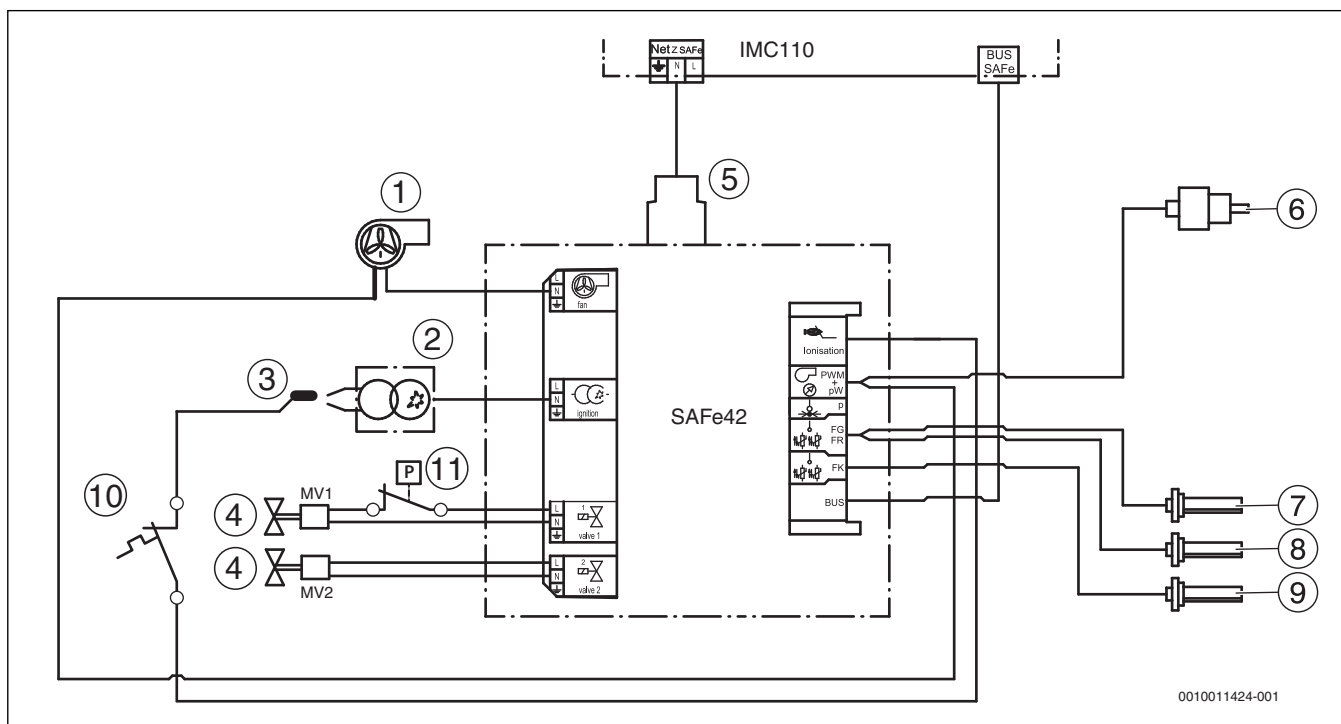 Netz SAFe
N L
IMC110
BUS
SAFe
5
1
6
L
N
fan
2
Ionisation
3
L
N
ignition
PWM
+
pW
p
SAFe42
FG
FR
FK
BUS
P
11
10
4
MV1
L
N
1
valve 1
7
4
MV2
L
N
2
valve 2
8
9
0010011424-001